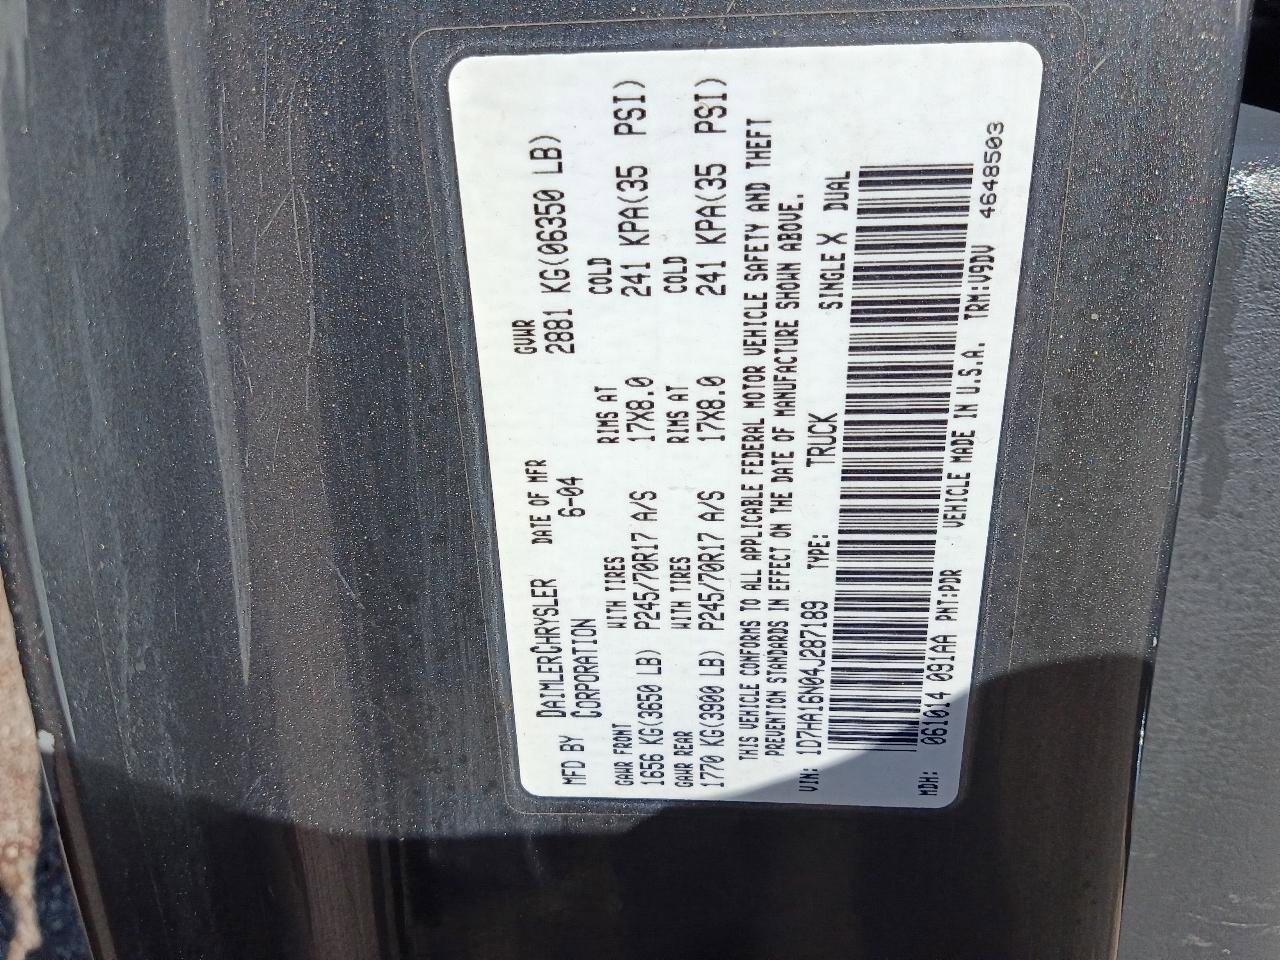 MFD BY DAIMLERCHRYSLER CORPORATION DATE OF MFR 6-04 GVWR 2881 KG(06350 LB)
GAWR FRONT WITH TIRES RIMS AT COLD
1656 KG(3650 LB) P245/70R17 A/S 17X8.0 241 KPA(35 PSI)
GAWR REAR WITH TIRES RIMS AT COLD
1770 KG(3900 LB) P245/70R17 A/S 17X8.0 241 KPA(35 PSI)
THIS VEHICLE CONFORMS TO ALL APPLICABLE FEDERAL MOTOR VEHICLE SAFETY AND THEFT
PREVENTION STANDARDS IN EFFECT ON THE DATE OF MANUFACTURE SHOWN ABOVE.
VIN: 1D7HA16N04J287189 TYPE: TRUCK SINGLE X DUAL
MDH: 061014 091AA PNT:PDR VEHICLE MADE IN U.S.A. TRM:V9DV 4648503